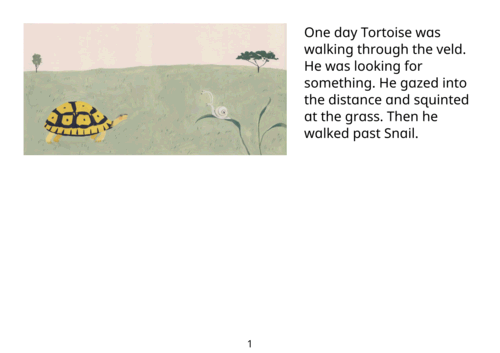 One day Tortoise was
walking through the veld.
He was looking for
something. He gazed into
the distance and squinted
at the grass. Then he
walked past Snail.
1